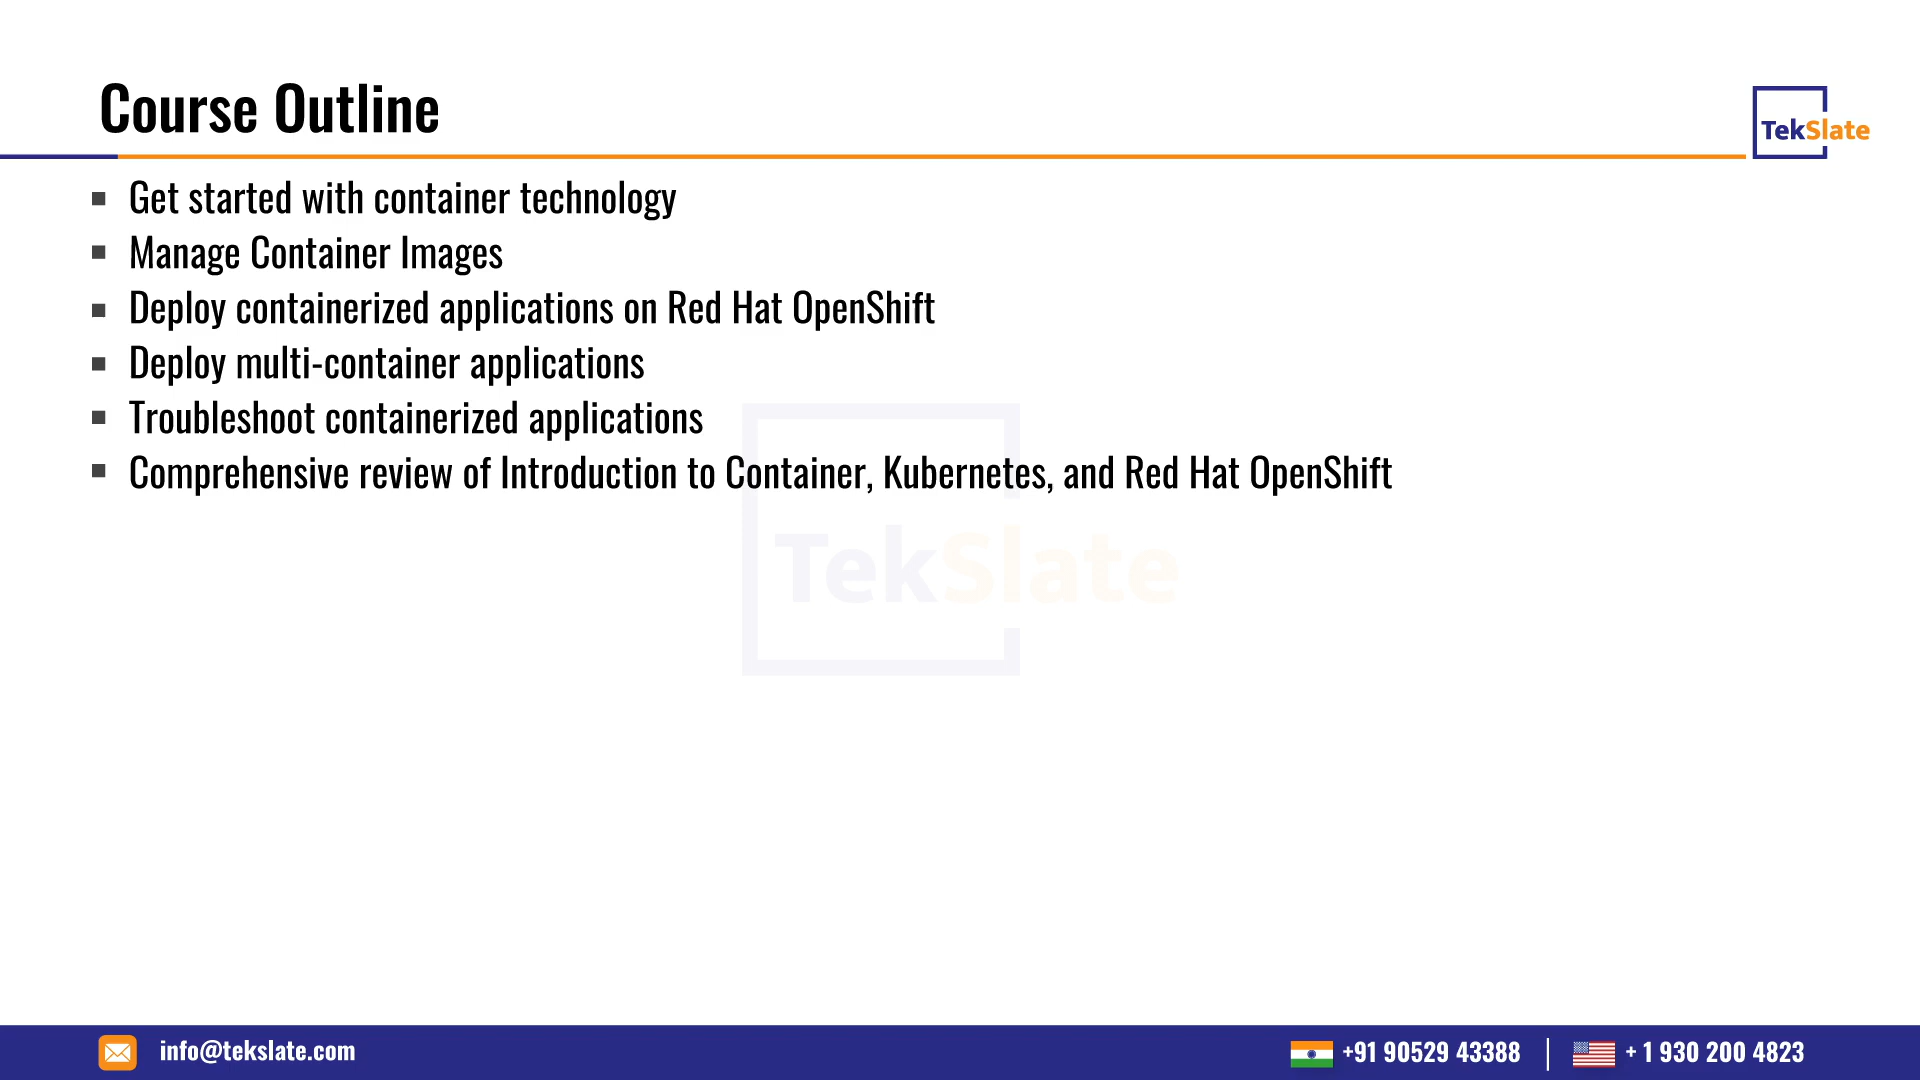 Course Outline
TekSlate
Get started with container technology
Manage Container Images
Deploy containerized applications on Red Hat OpenShift
Deploy multi-container applications
Troubleshoot containerized applications
Comprehensive review of Introduction to Container, Kubernetes, and Red Hat OpenShift
TekSlate
info@tekslate.com
+91 90529 43388
+ 1 930 200 4823